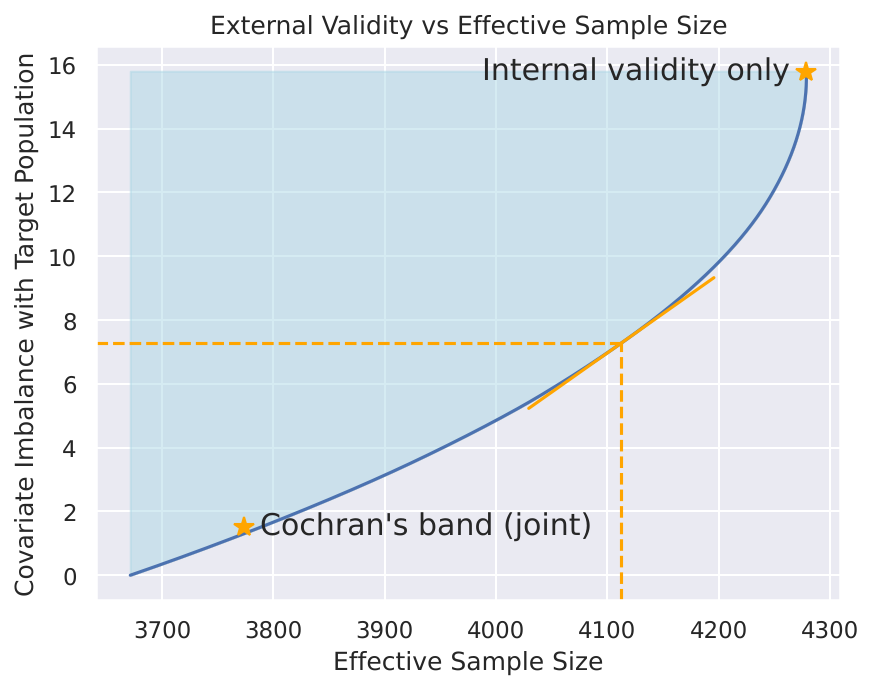 External Validity vs Effective Sample Size
Covariate Imbalance with Target Population
16
14
12
10
8
6
4
2
0
Internal validity only
Cochran's band (joint)
3700 3800 3900 4000 4100 4200 4300
Effective Sample Size